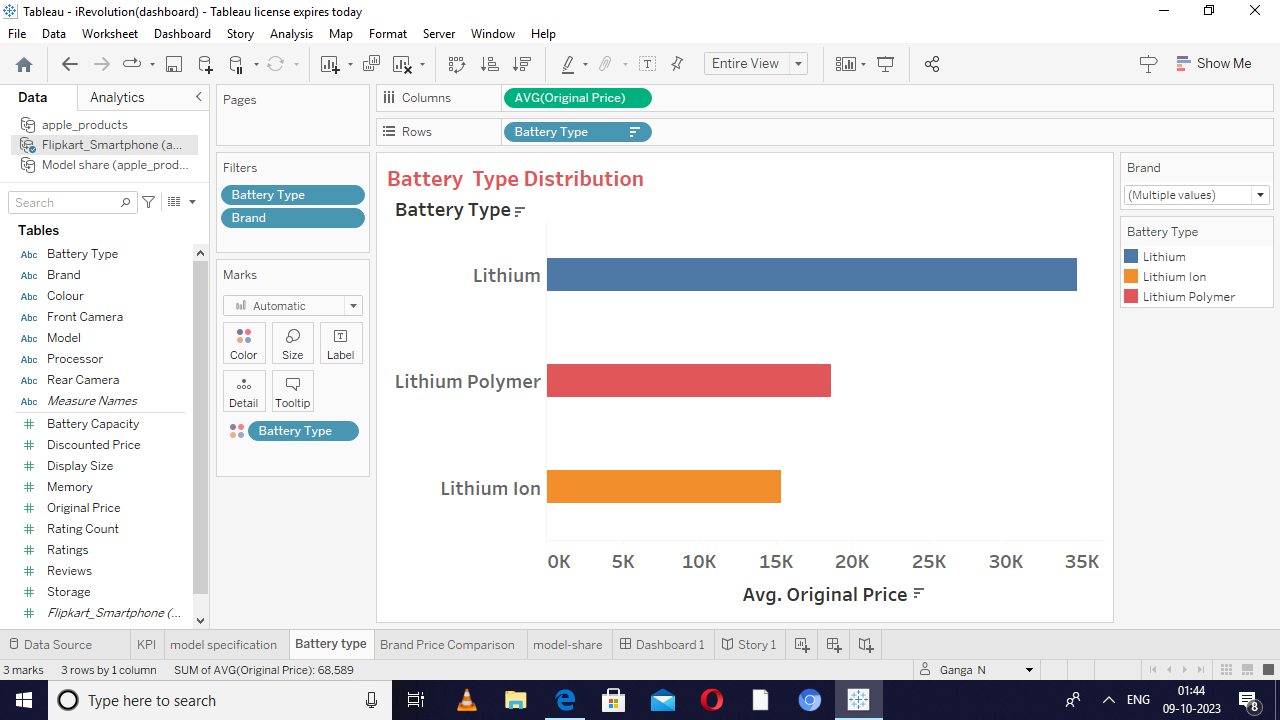 Tableau - iRevolution(dashboard) - Tableau license expires today
File Data Worksheet Dashboard Story Analysis Map Format Server Window Help
Entire View
Show Me
Data Analytics
apple_products
Flipkart_Smartphone (a...
Model share (apple_prod...
Search
Tables
Abc Battery Type
Abc Brand
Abc Colour
Abc Front Camera
Abc Model
Abc Processor
Abc Rear Camera
Abc Measure Names
Battery Capacity
Discounted Price
Display Size
Memory
Original Price
Rating Count
Ratings
Reviews
Storage
Flipkart_Smartphone (...
Pages
Filters
Battery Type
Brand
Marks
Automatic
Color Size Label
Detail Tooltip
Battery Type
Columns AVG(Original Price)
Rows Battery Type
Battery Type Distribution
Battery Type
Lithium
Lithium Polymer
Lithium Ion
0K 5K 10K 15K 20K 25K 30K 35K
Avg. Original Price
Brand
(Multiple values)
Battery Type
Lithium
Lithium Ion
Lithium Polymer
Data Source KPI model specification Battery type Brand Price Comparison model-share Dashboard 1 Story 1
3 marks 3 rows by 1 column SUM of AVG(Original Price): 68,589 Ganga N
Type here to search
ENG
01:44
09-10-2023
8